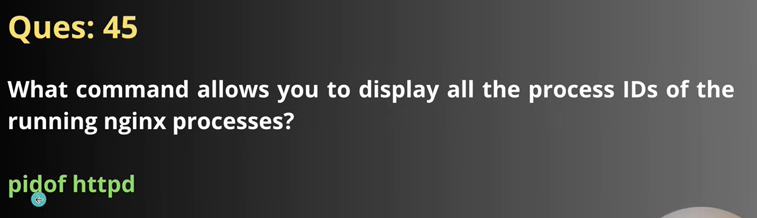 Ques: 45
What command allows you to display all the process IDs of the
running nginx processes?
pidof httpd